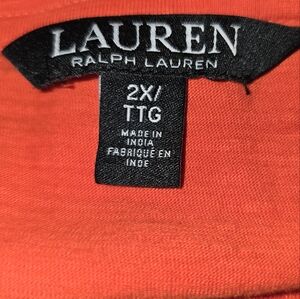 LAUREN
RALPH LAUREN
2X/
TTG
MADE IN
INDIA
FABRIQUÉ EN
INDE